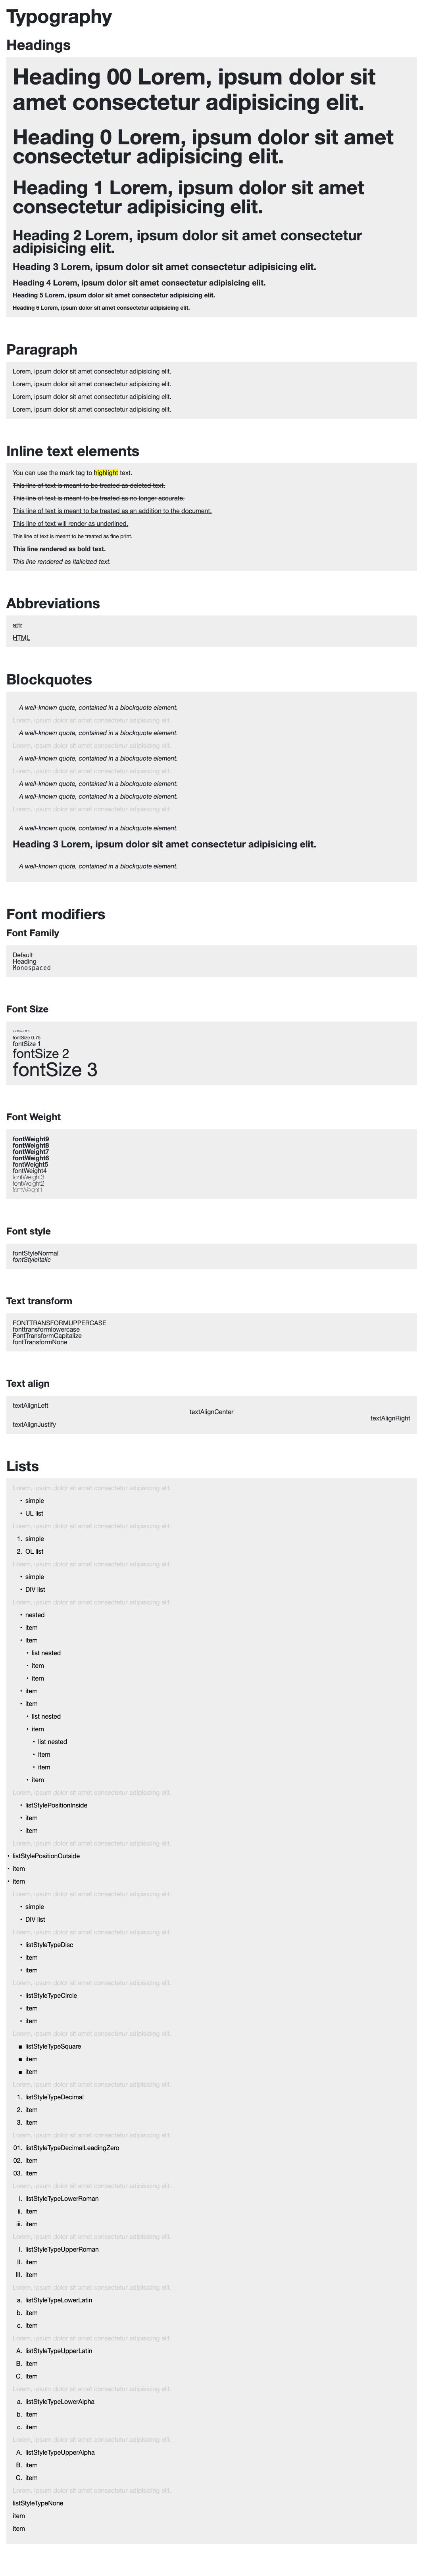 Typography
Headings
Heading 00 Lorem, ipsum dolor sit
amet consectetur adipisicing elit.
Heading 0 Lorem, ipsum dolor sit amet
consectetur adipisicing elit.
Heading 1 Lorem, ipsum dolor sit amet
consectetur adipisicing elit.
Heading 2 Lorem, ipsum dolor sit amet consectetur
adipisicing elit.
Heading 3 Lorem, ipsum dolor sit amet consectetur adipisicing elit.
Heading 4 Lorem, ipsum dolor sit amet consectetur adipisicing elit.
Heading 5 Lorem, ipsum dolor sit amet consectetur adipisicing elit.
Heading 6 Lorem, ipsum dolor sit amet consectetur adipisicing elit.
Paragraph
Lorem, ipsum dolor sit amet consectetur adipisicing elit.
Lorem, ipsum dolor sit amet consectetur adipisicing elit.
Lorem, ipsum dolor sit amet consectetur adipisicing elit.
Lorem, ipsum dolor sit amet consectetur adipisicing elit.
Inline text elements
You can use the mark tag to highlight text.
This line of text is meant to be treated as deleted text.
This line of text is meant to be treated as no longer accurate.
This line of text is meant to be treated as an addition to the document.
This line of text will render as underlined.
This line of text is meant to be treated as fine print.
This line rendered as bold text.
This line rendered as italicized text.
Abbreviations
attr
HTML
Blockquotes
A well-known quote, contained in a blockquote element.
Lorem, ipsum dolor sit amet consectetur adipisicing elit.
A well-known quote, contained in a blockquote element.
Lorem, ipsum dolor sit amet consectetur adipisicing elit.
A well-known quote, contained in a blockquote element.
Lorem, ipsum dolor sit amet consectetur adipisicing elit.
A well-known quote, contained in a blockquote element.
A well-known quote, contained in a blockquote element.
Lorem, ipsum dolor sit amet consectetur adipisicing elit.
A well-known quote, contained in a blockquote element.
Heading 3 Lorem, ipsum dolor sit amet consectetur adipisicing elit.
A well-known quote, contained in a blockquote element.
Font modifiers
Font Family
Default
Heading
Monospaced
Font Size
fontSize 0.5
fontSize 0.75
fontSize 1
fontSize 2
fontSize 3
Font Weight
fontWeight9
fontWeight8
fontWeight7
fontWeight6
fontWeight5
fontWeight4
fontWeight3
fontWeight2
fontWeight1
Font style
fontStyleNormal
fontStyleItalic
Text transform
FONTTRANSFORMUPPERCASE
fonttransformlowercase
FontTransformCapitalize
fontTransformNone
Text align
textAlignLeft
textAlignCenter
textAlignRight
textAlignJustify
Lists
Lorem, ipsum dolor sit amet consectetur adipisicing elit.
• simple
• UL list
Lorem, ipsum dolor sit amet consectetur adipisicing elit.
1. simple
2. OL list
Lorem, ipsum dolor sit amet consectetur adipisicing elit.
• simple
• DIV list
Lorem, ipsum dolor sit amet consectetur adipisicing elit.
• nested
• item
• item
• list nested
• item
• item
• item
• item
• list nested
• item
• list nested
• item
• item
• item
Lorem, ipsum dolor sit amet consectetur adipisicing elit.
• listStylePositionInside
• item
• item
Lorem, ipsum dolor sit amet consectetur adipisicing elit.
• listStylePositionOutside
• item
• item
Lorem, ipsum dolor sit amet consectetur adipisicing elit.
• simple
• DIV list
Lorem, ipsum dolor sit amet consectetur adipisicing elit.
• listStyleTypeDisc
• item
• item
Lorem, ipsum dolor sit amet consectetur adipisicing elit.
◦ listStyleTypeCircle
◦ item
◦ item
Lorem, ipsum dolor sit amet consectetur adipisicing elit.
▪ listStyleTypeSquare
▪ item
▪ item
Lorem, ipsum dolor sit amet consectetur adipisicing elit.
1. listStyleTypeDecimal
2. item
3. item
Lorem, ipsum dolor sit amet consectetur adipisicing elit.
01. listStyleTypeDecimalLeadingZero
02. item
03. item
Lorem, ipsum dolor sit amet consectetur adipisicing elit.
i. listStyleTypeLowerRoman
ii. item
iii. item
Lorem, ipsum dolor sit amet consectetur adipisicing elit.
I. listStyleTypeUpperRoman
II. item
III. item
Lorem, ipsum dolor sit amet consectetur adipisicing elit.
a. listStyleTypeLowerLatin
b. item
c. item
Lorem, ipsum dolor sit amet consectetur adipisicing elit.
A. listStyleTypeUpperLatin
B. item
C. item
Lorem, ipsum dolor sit amet consectetur adipisicing elit.
a. listStyleTypeLowerAlpha
b. item
c. item
Lorem, ipsum dolor sit amet consectetur adipisicing elit.
A. listStyleTypeUpperAlpha
B. item
C. item
Lorem, ipsum dolor sit amet consectetur adipisicing elit.
listStyleTypeNone
item
item